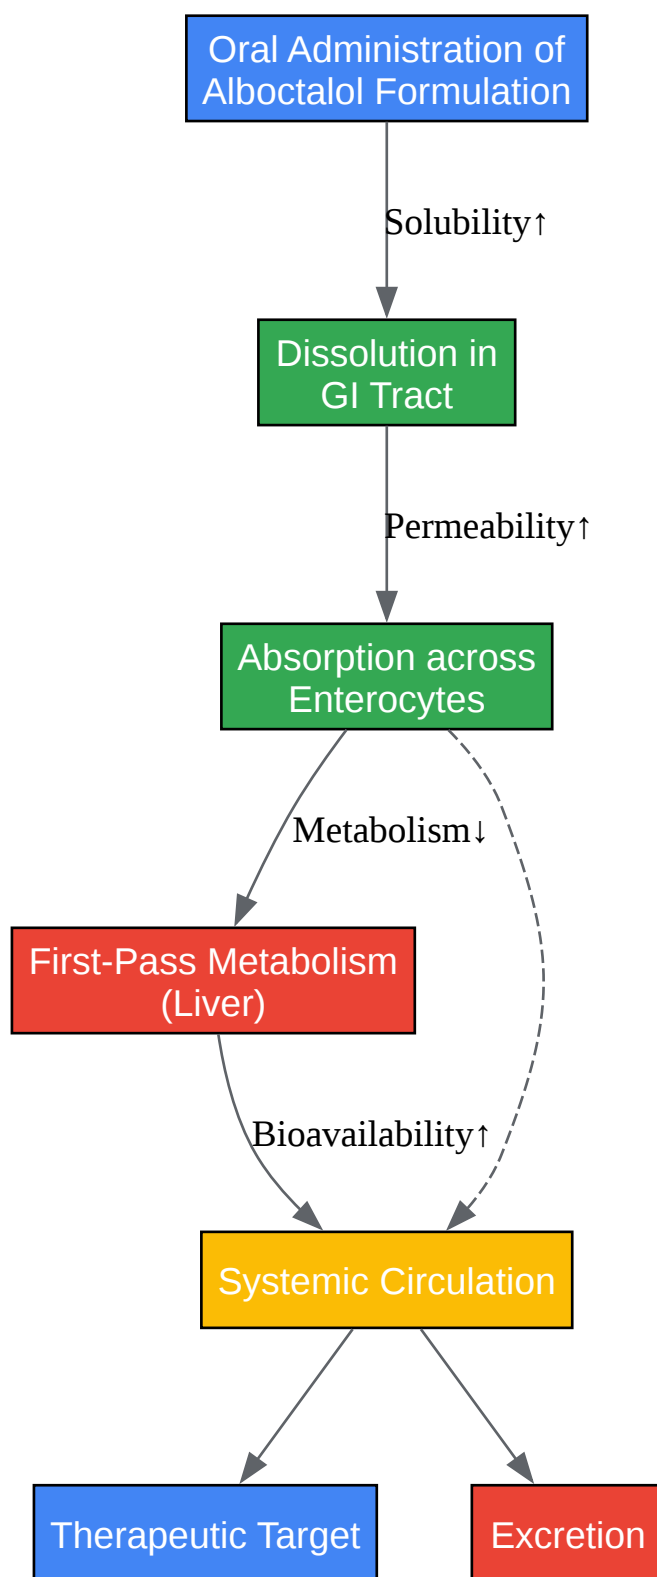 Oral Administration of
Alboctalol Formulation
Solubility↑
Dissolution in
GI Tract
Permeability↑
Absorption across
Enterocytes
Metabolism↓
First-Pass Metabolism
(Liver)
Bioavailability↑
Systemic Circulation
Therapeutic Target
Excretion